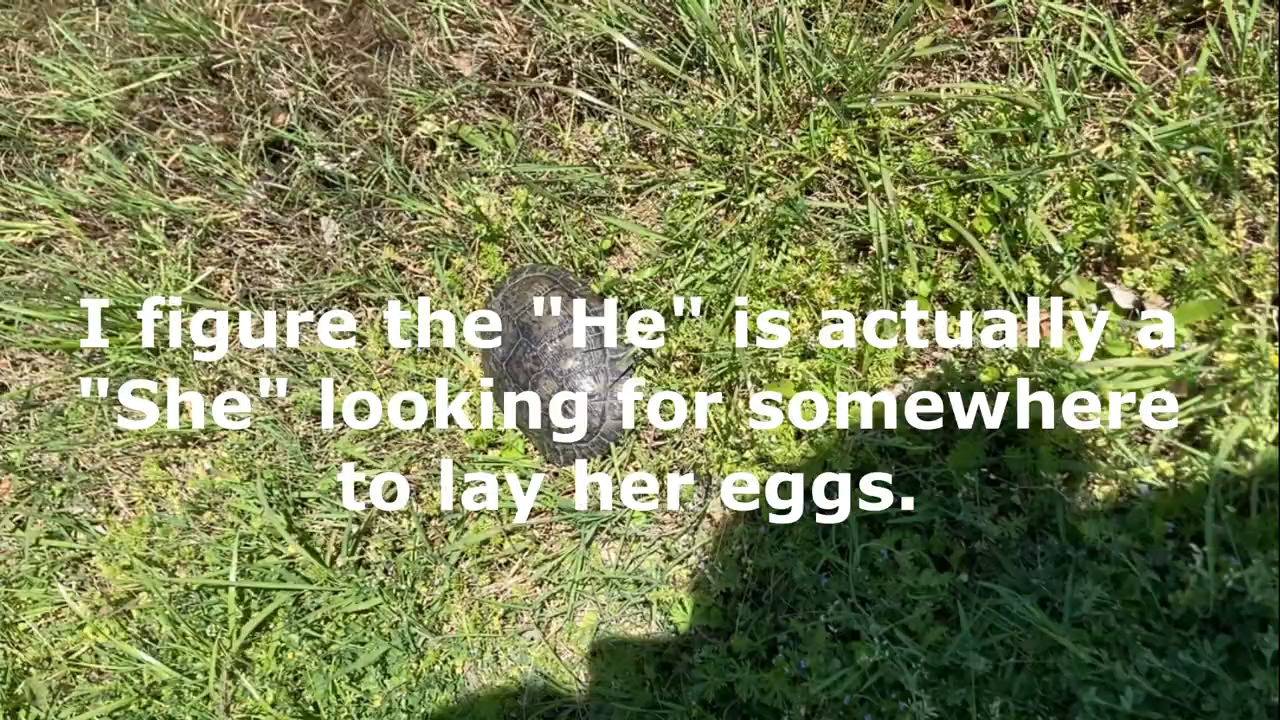 I figure the "He" is actually a
"She" looking for somewhere
to lay her eggs.